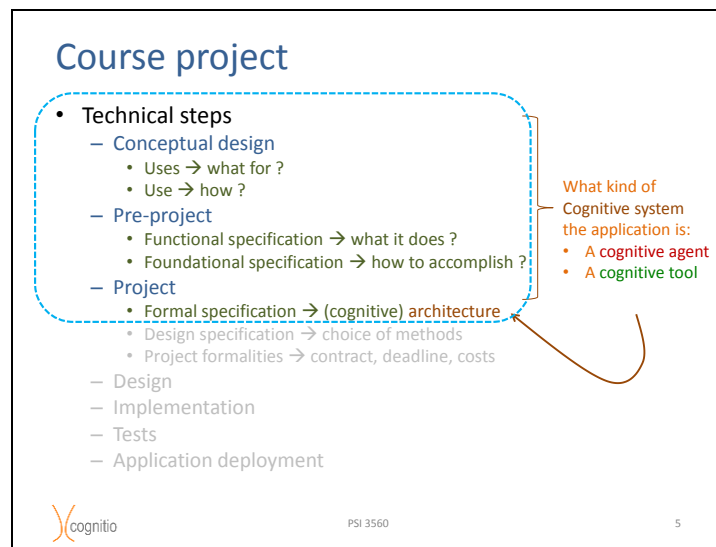 Course project
• Technical steps
– Conceptual design
• Uses → what for ?
• Use → how ?
– Pre-project
• Functional specification → what it does ?
• Foundational specification → how to accomplish ?
– Project
• Formal specification → (cognitive) architecture
• Design specification → choice of methods
• Project formalities → contract, deadline, costs
– Design
– Implementation
– Tests
– Application deployment
What kind of
Cognitive system
the application is:
• A cognitive agent
• A cognitive tool
cognitio
PSI 3560
5